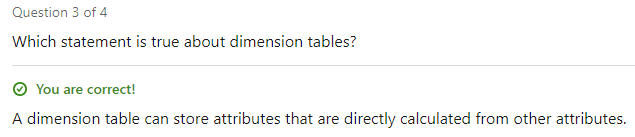 Question 3 of 4
Which statement is true about dimension tables?
You are correct!
A dimension table can store attributes that are directly calculated from other attributes.